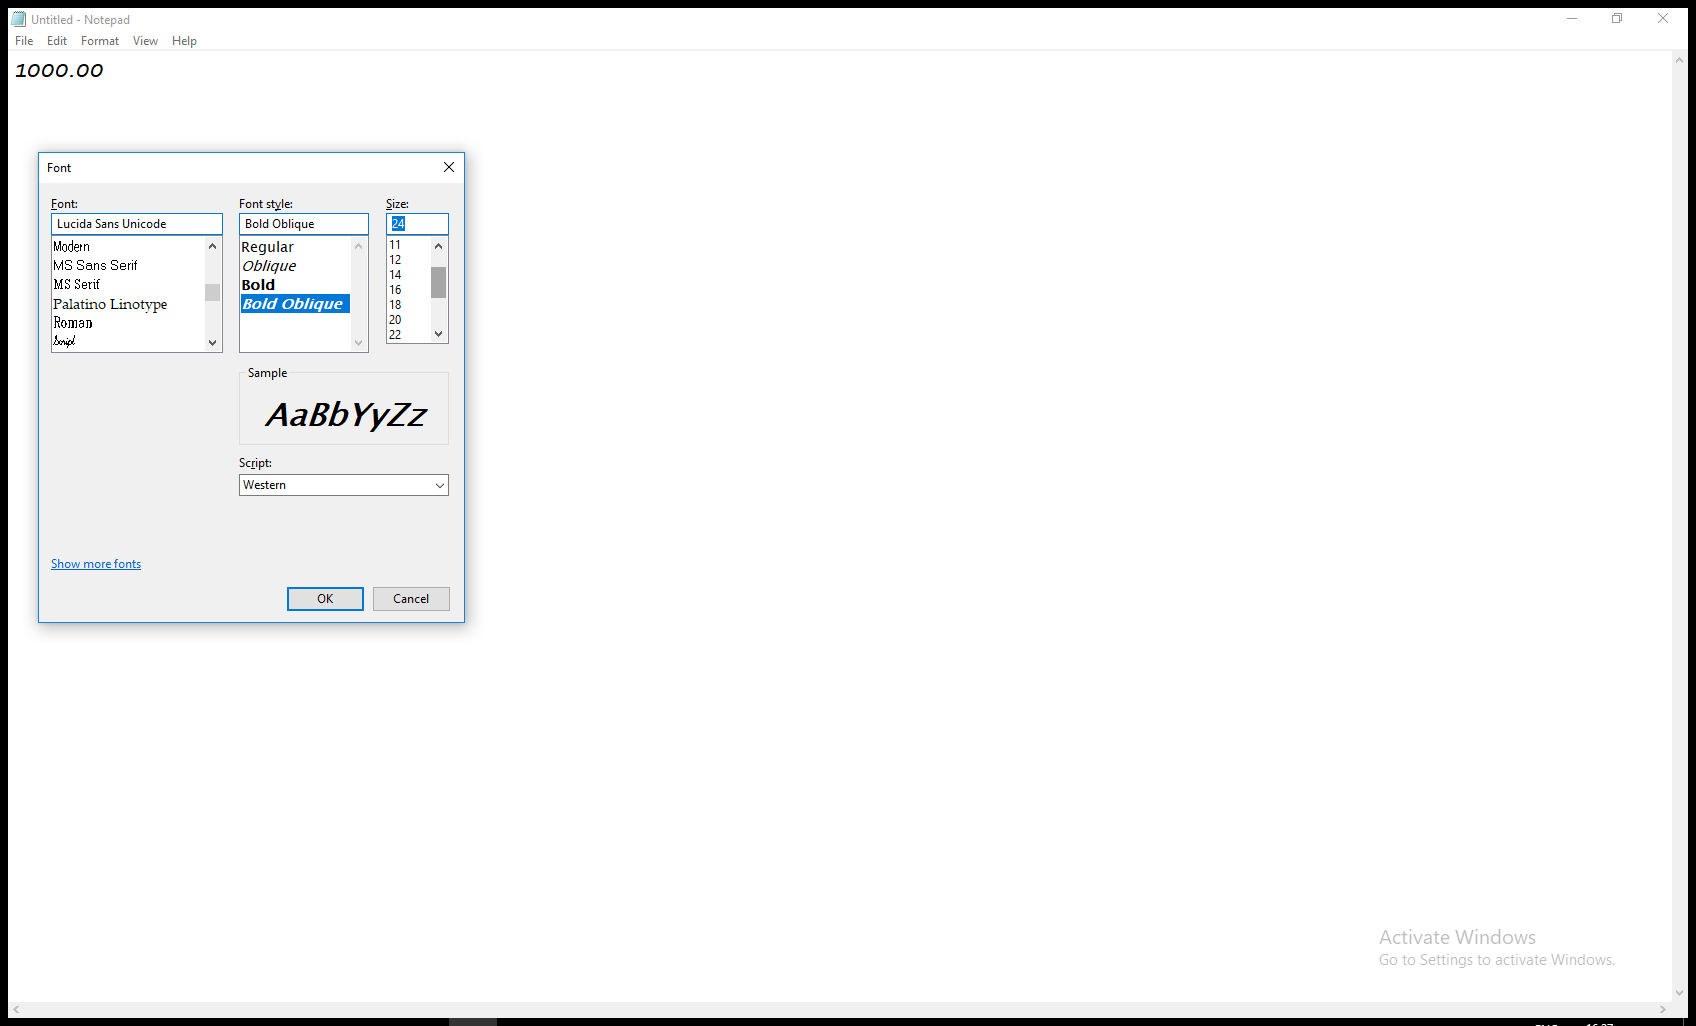 Untitled - Notepad
File Edit Format View Help
1000.00
Font
Font: Font style: Size:
Lucida Sans Unicode Bold Oblique 24
Modern
MS Sans Serif
MS Serif
Palatino Linotype
Roman
Script
Regular
Oblique
Bold
Bold Oblique
11
12
14
16
18
20
22
Sample
AaBbYyZz
Script:
Western
Show more fonts
OK Cancel
Activate Windows
Go to Settings to activate Windows.